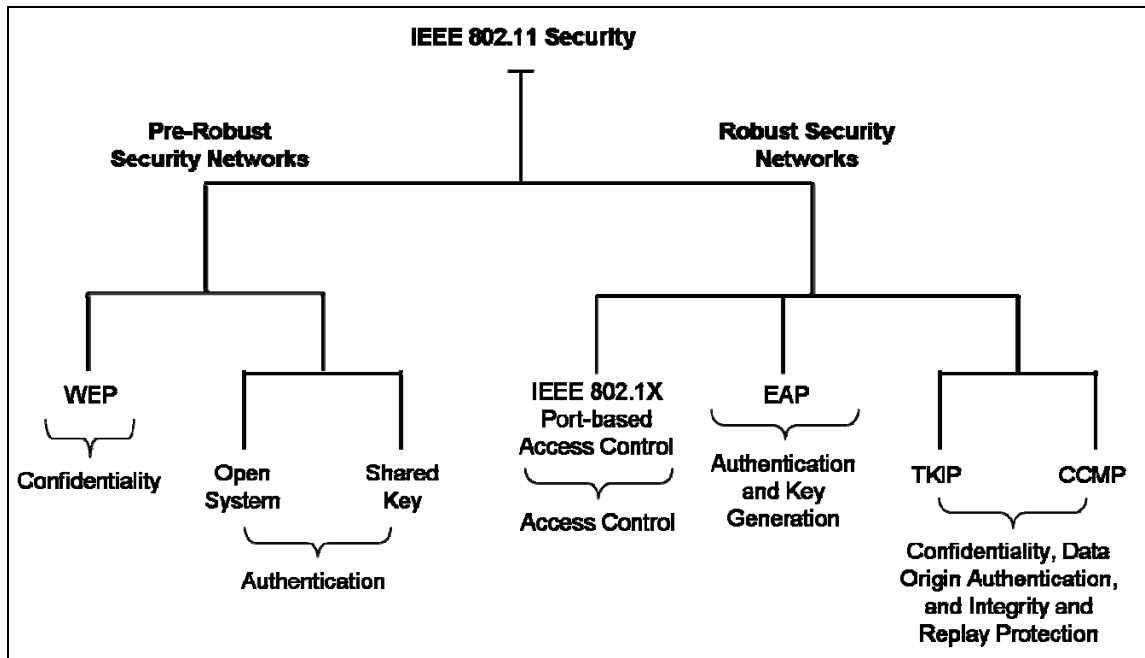 IEEE 802.11 Security
Pre-Robust
Security Networks
Robust Security
Networks
WEP
Confidentiality
Open
System
Shared
Key
Authentication
IEEE 802.1X
Port-based
Access Control
Access Control
EAP
Authentication
and Key
Generation
TKIP
CCMP
Confidentiality, Data
Origin Authentication,
and Integrity and
Replay Protection